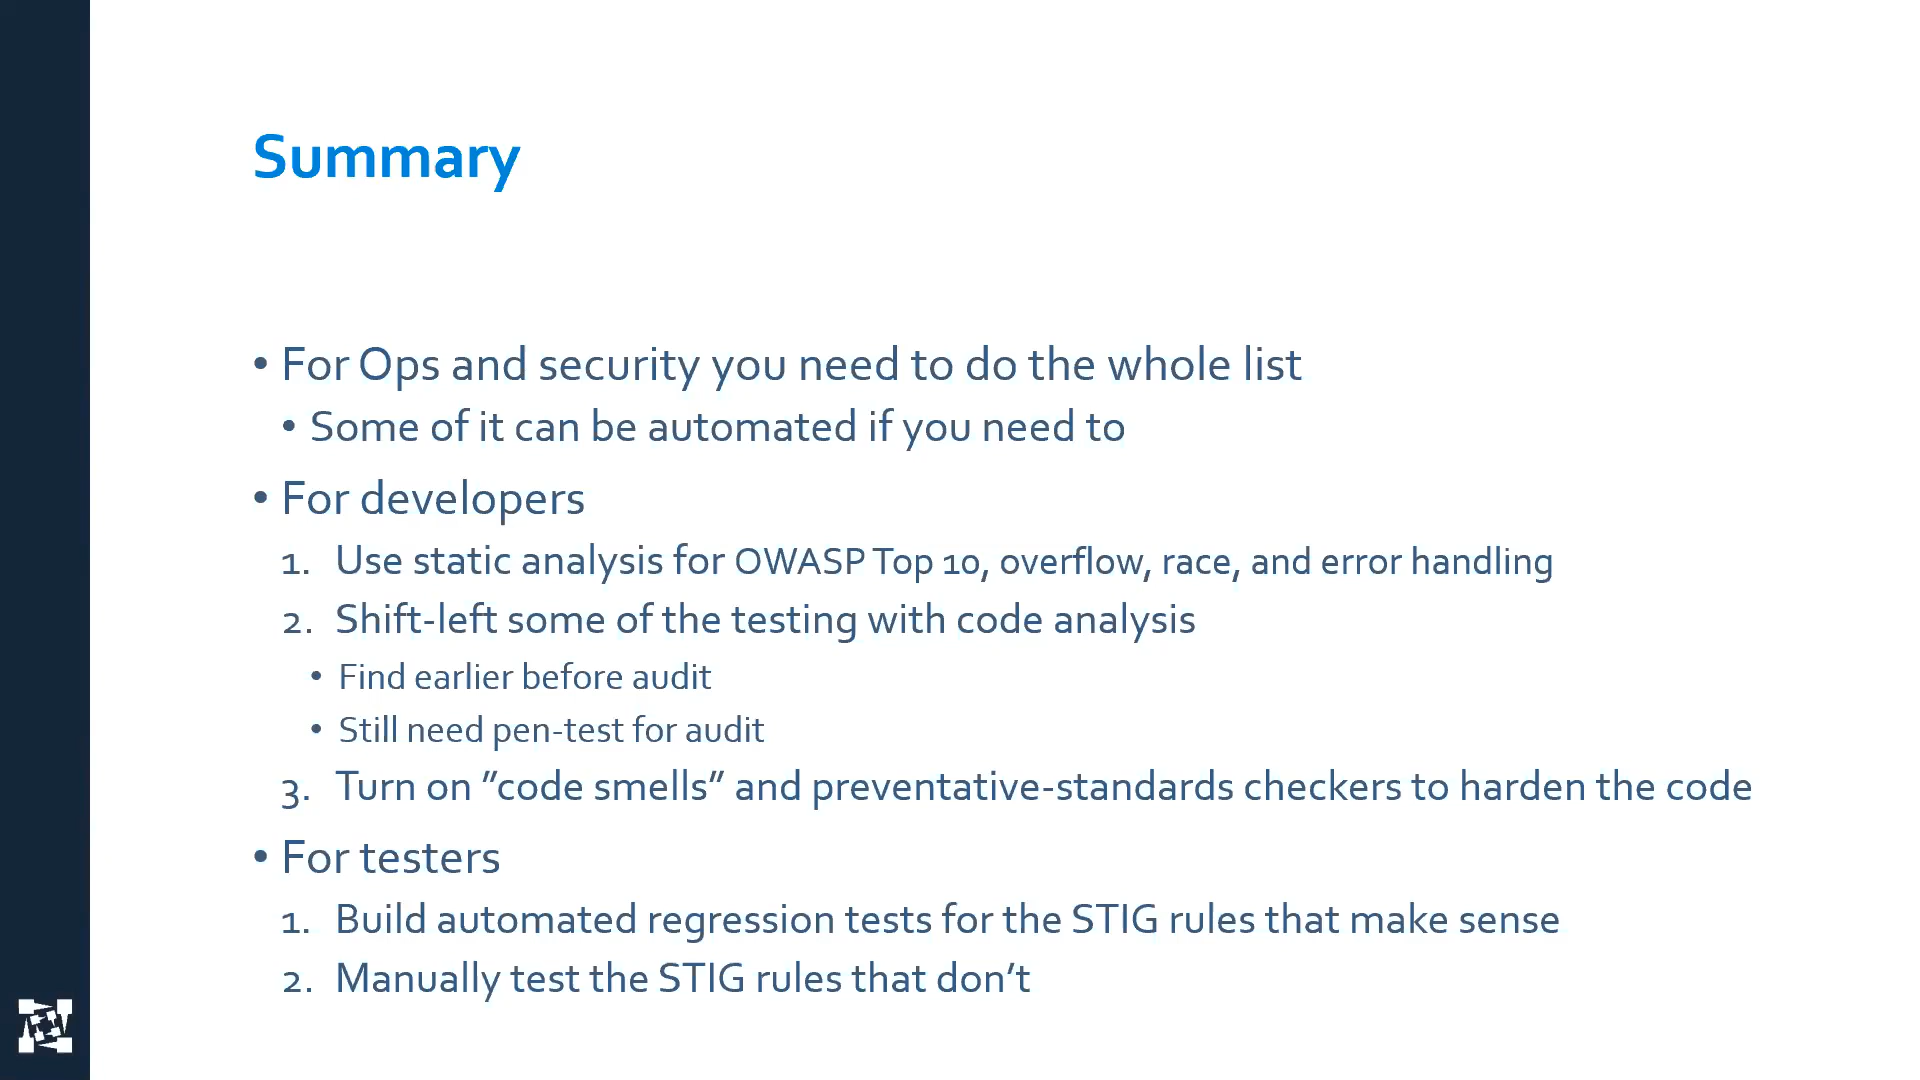 Summary
• For Ops and security you need to do the whole list
• Some of it can be automated if you need to
• For developers
1. Use static analysis for OWASP Top 10, overflow, race, and error handling
2. Shift-left some of the testing with code analysis
• Find earlier before audit
• Still need pen-test for audit
3. Turn on ”code smells” and preventative-standards checkers to harden the code
• For testers
1. Build automated regression tests for the STIG rules that make sense
2. Manually test the STIG rules that don’t